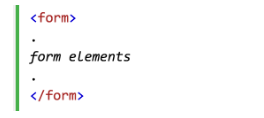 <form>
.
form elements
.
</form>